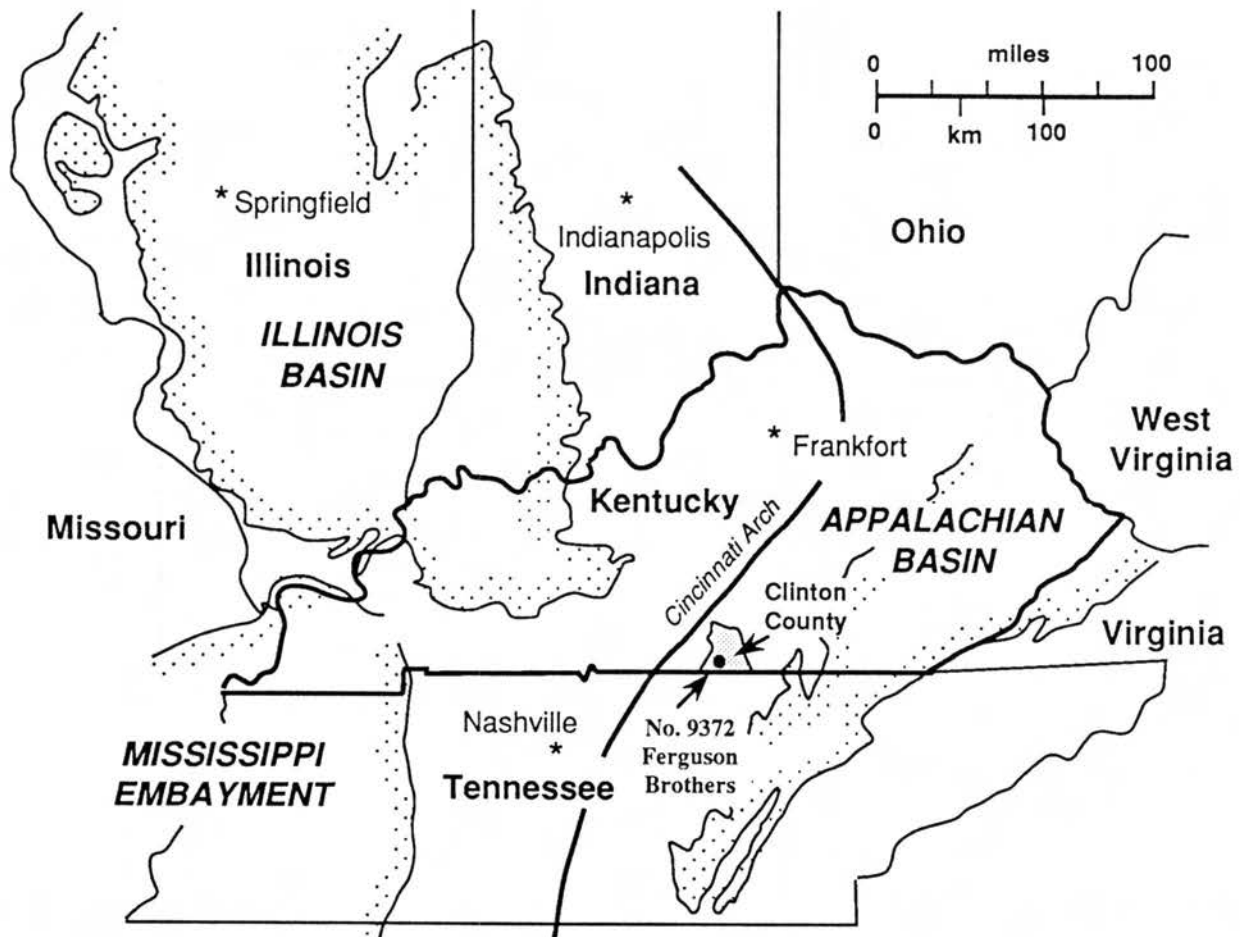 0 miles 100
0 km 100
* Springfield
Illinois
ILLINOIS
BASIN
*
Indianapolis
Indiana
Ohio
West
Virginia
* Frankfort
Kentucky
Missouri
APPALACHIAN
BASIN
Cincinnati Arch
Clinton
County
Virginia
No. 9372
Ferguson
Brothers
Nashville
*
Tennessee
MISSISSIPPI
EMBAYMENT